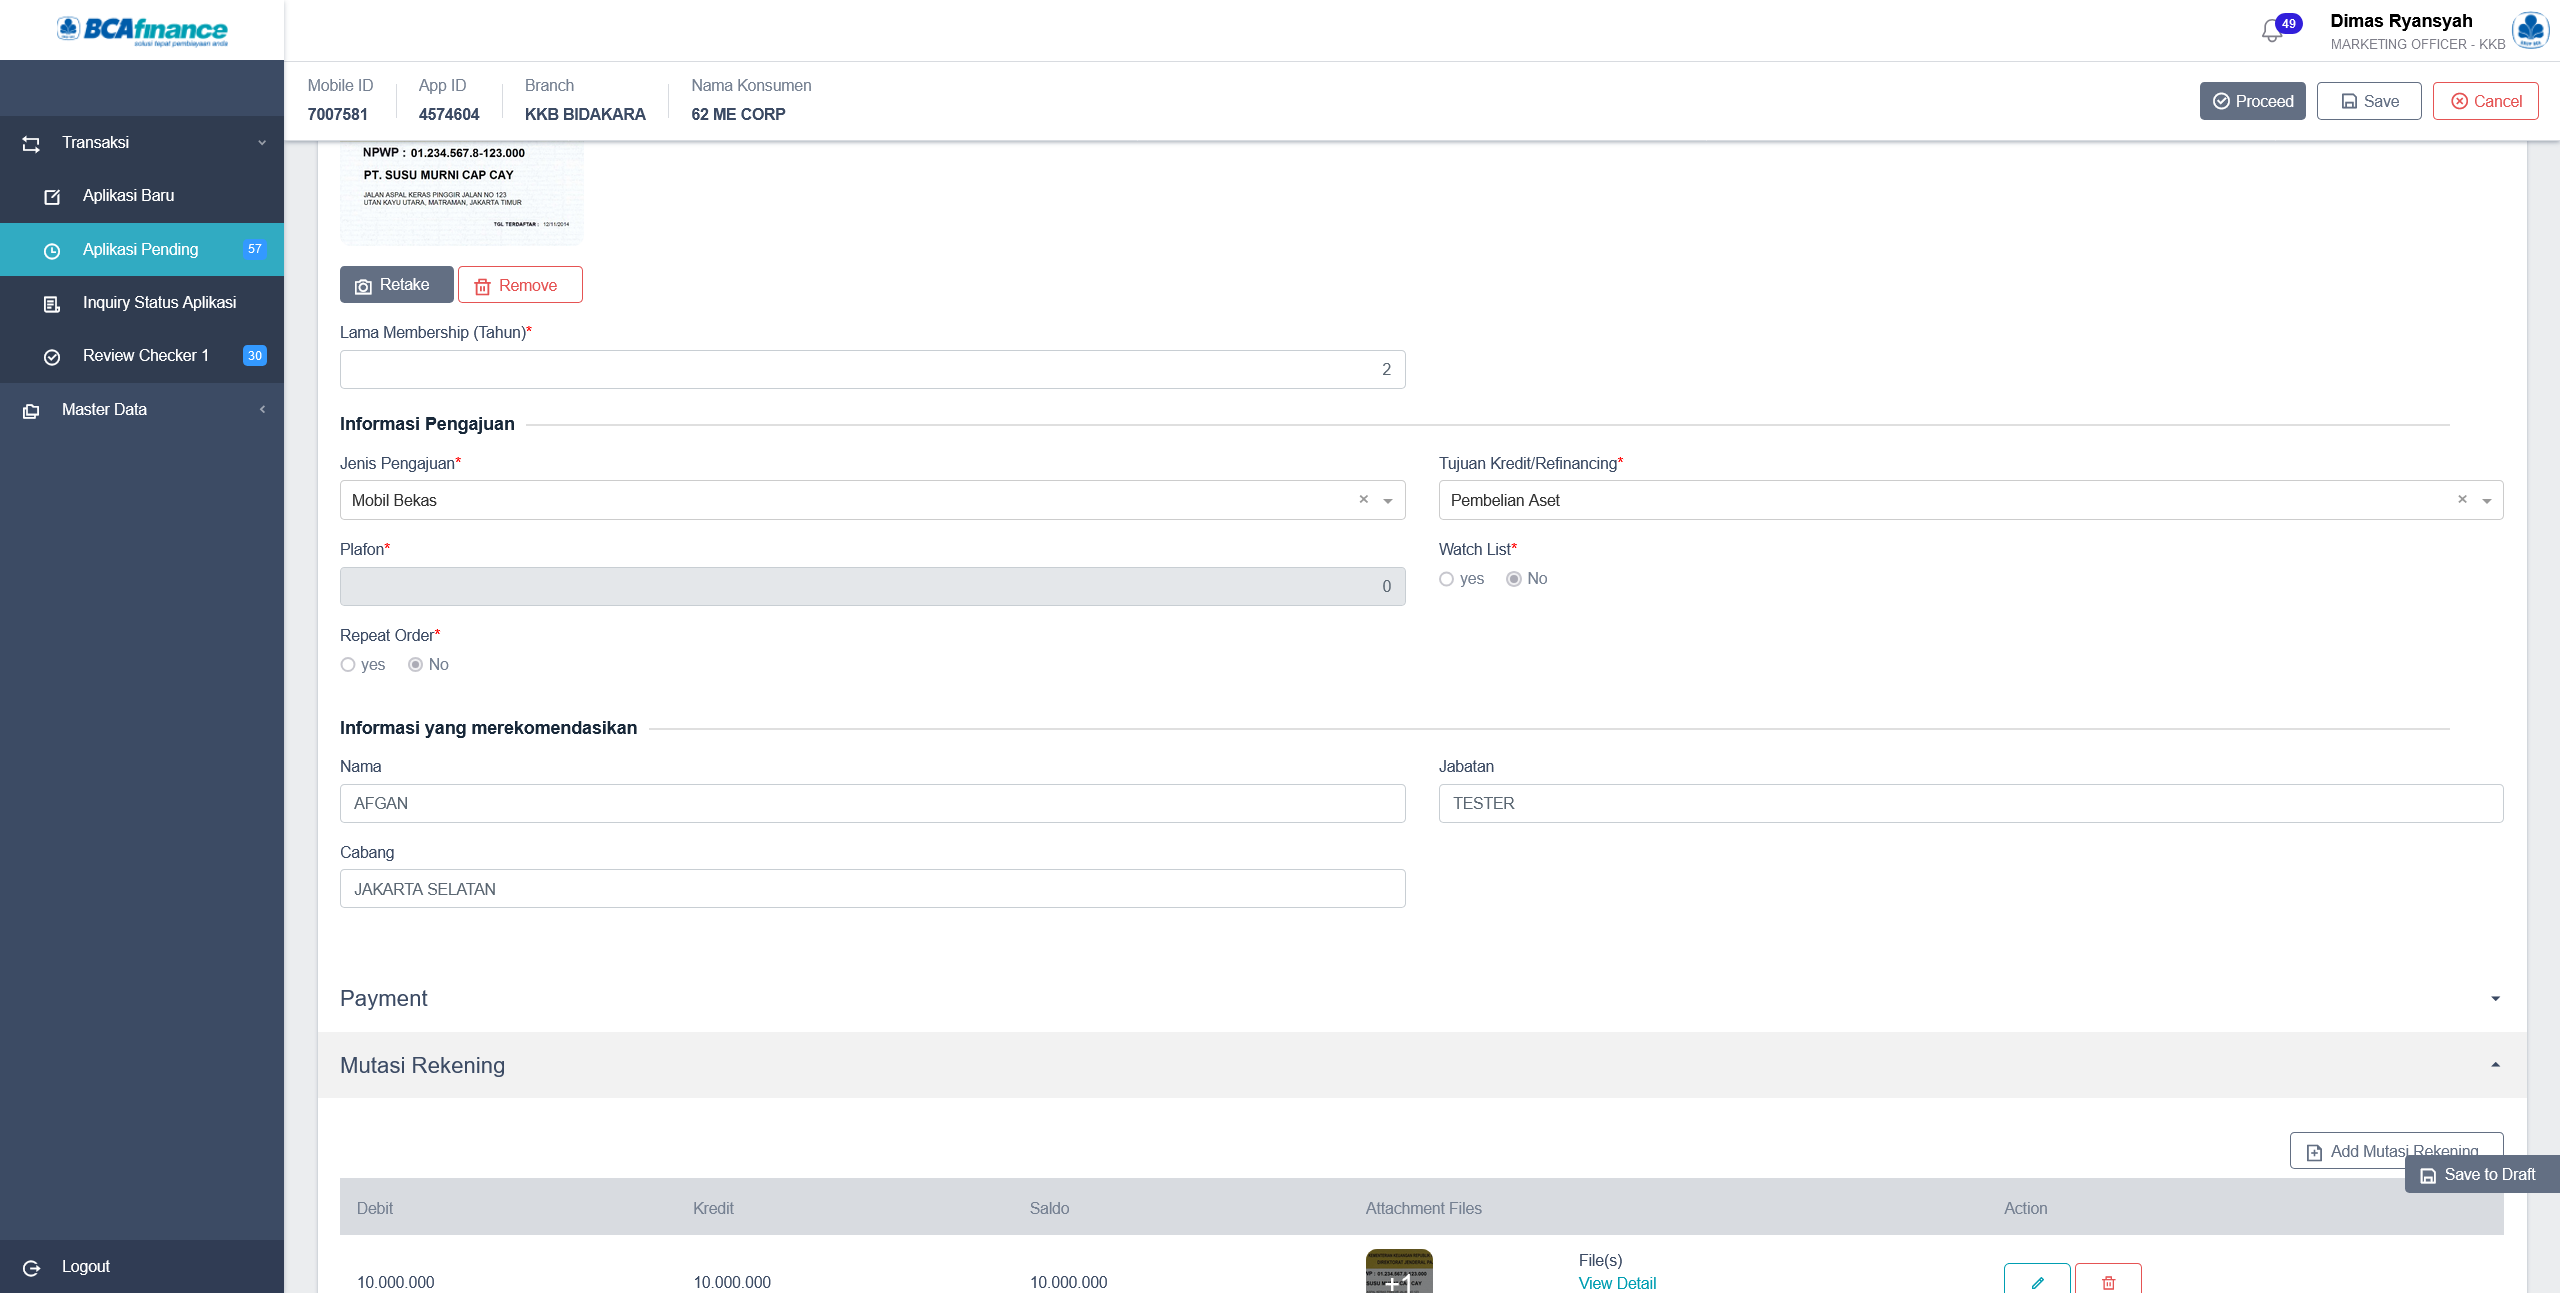 BCAfinance
solusi tepat pembiayaan anda
49
Dimas Ryansyah
MARKETING OFFICER - KKB
Mobile ID
7007581
App ID
4574604
Branch
KKB BIDAKARA
Nama Konsumen
62 ME CORP
Proceed
Save
Cancel
Transaksi
Aplikasi Baru
Aplikasi Pending 57
Inquiry Status Aplikasi
Review Checker 1 30
Master Data
Logout
NPWP : 01.234.567.8-123.000
PT. SUSU MURNI CAP CAY
JALAN ASPAL KERAS PINGGIR JALAN NO 123
UTAN KAYU UTARA, MATRAMAN, JAKARTA TIMUR
TGL TERDAFTAR : 12/11/2014
Retake
Remove
Lama Membership (Tahun)*
2
Informasi Pengajuan
Jenis Pengajuan*
Mobil Bekas
Tujuan Kredit/Refinancing*
Pembelian Aset
Plafon*
0
Watch List*
yes No
Repeat Order*
yes No
Informasi yang merekomendasikan
Nama
AFGAN
Jabatan
TESTER
Cabang
JAKARTA SELATAN
Payment
Mutasi Rekening
Add Mutasi Rekening
Save to Draft
Debit Kredit Saldo Attachment Files Action
10.000.000 10.000.000 10.000.000
+1
File(s)
View Detail